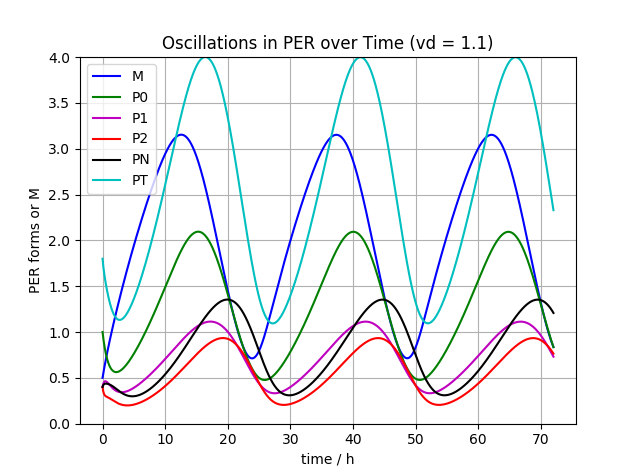 Oscillations in PER over Time (vd = 1.1)
PER forms or M
4.0
3.5
3.0
2.5
2.0
1.5
1.0
0.5
0.0
M
P0
P1
P2
PN
PT
0 10 20 30 40 50 60 70
time / h